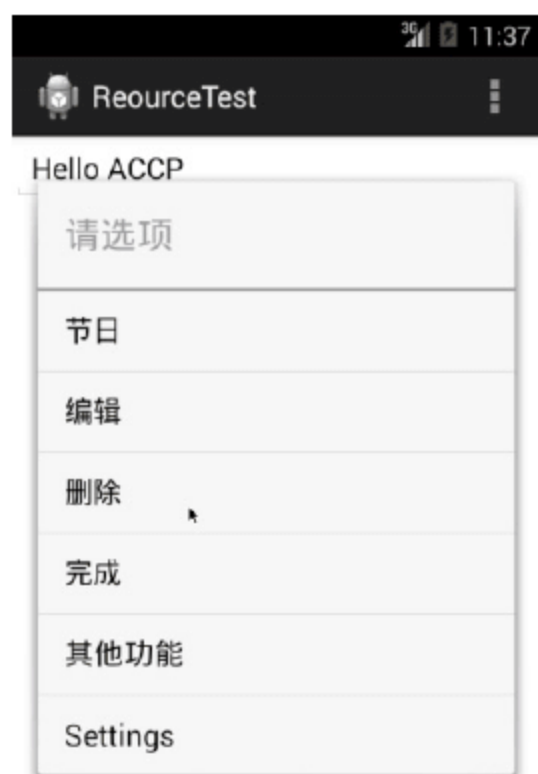 3G 11:37
ReourceTest
Hello ACCP
请选项
节日
编辑
删除
完成
其他功能
Settings